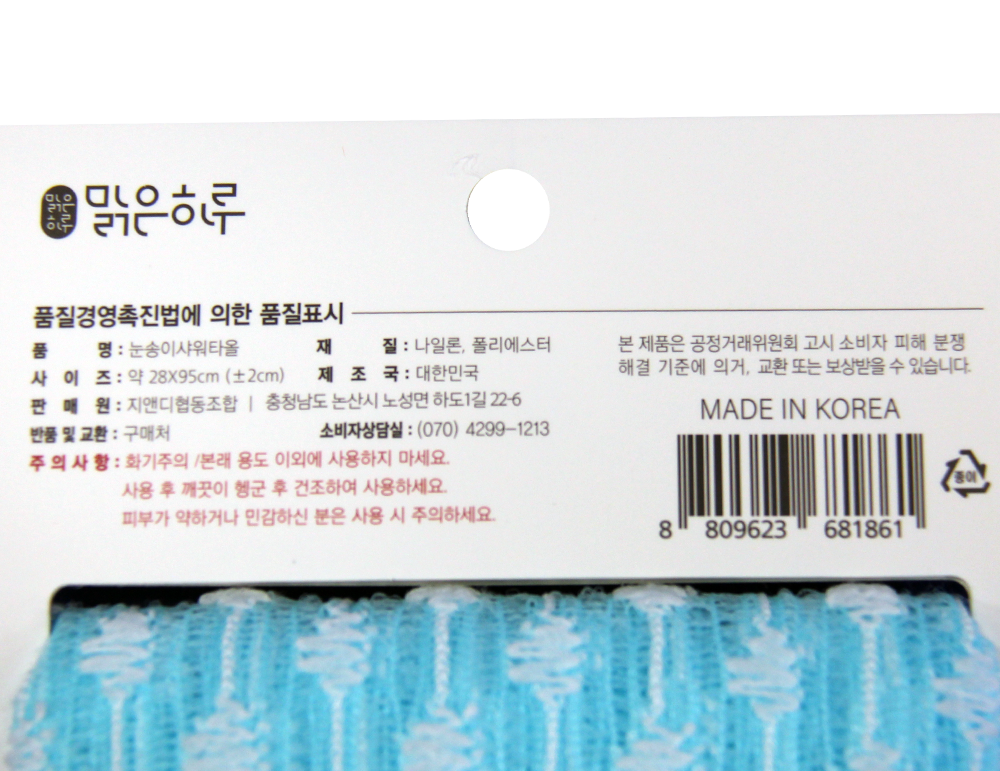 맑은하루
맑은하루
품질경영촉진법에 의한 품질표시
품 명 : 눈송이샤워타올 재 질 : 나일론, 폴리에스터
사 이 즈 : 약 28X95cm (±2cm) 제 조 국 : 대한민국
판 매 원 : 지앤디협동조합 | 충청남도 논산시 노성면 하도1길 22-6
반품 및 교환 : 구매처 소비자상담실 : (070) 4299-1213
주 의 사 항 : 화기주의 /본래 용도 이외에 사용하지 마세요.
사용 후 깨끗이 헹군 후 건조하여 사용하세요.
피부가 약하거나 민감하신 분은 사용 시 주의하세요.
본 제품은 공정거래위원회 고시 소비자 피해 분쟁
해결 기준에 의거, 교환 또는 보상받을 수 있습니다.
MADE IN KOREA
8 809623 681861
종이